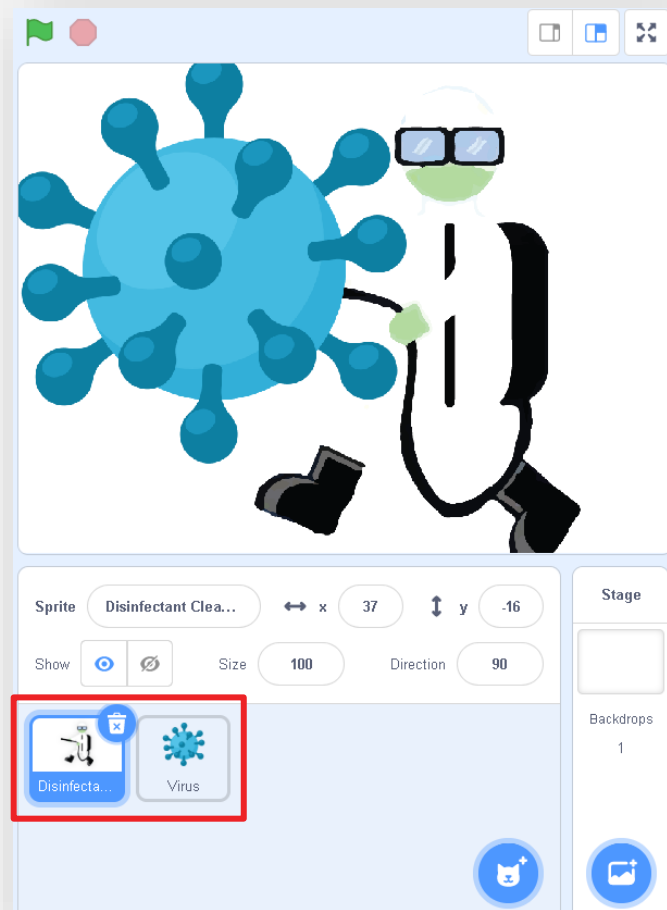 Sprite Disinfectant Clea... x 37 y -16
Show Size 100 Direction 90
Disinfecta...
Virus
Stage
Backdrops
1